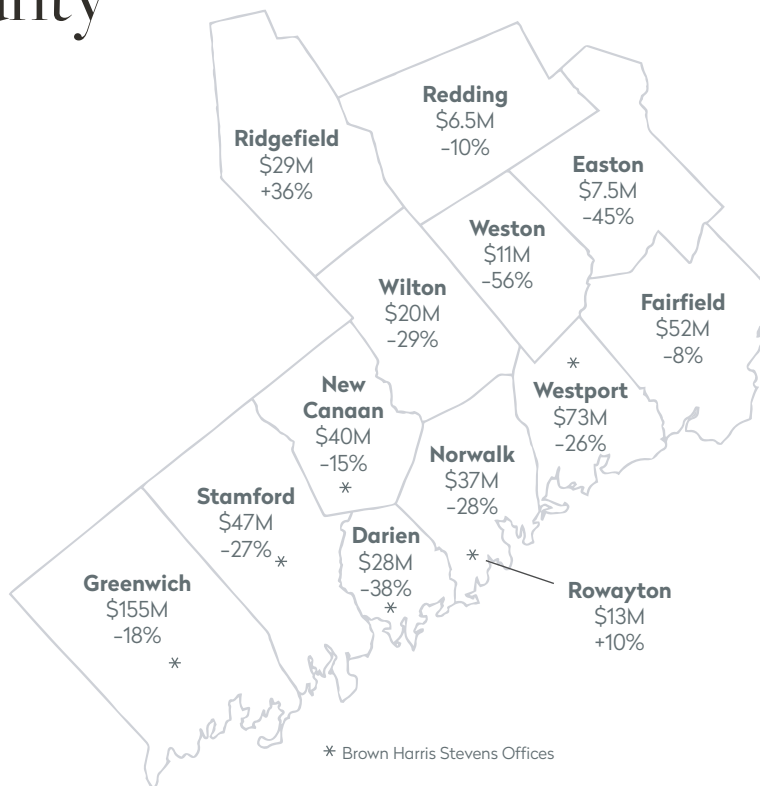 Redding
$6.5M
-10%
Ridgefield
$29M
+36%
Easton
$7.5M
-45%
Weston
$11M
-56%
Wilton
$20M
-29%
Fairfield
$52M
-8%
New
Canaan
$40M
-15%
*
*
Westport
$73M
-26%
Norwalk
$37M
-28%
*
Stamford
$47M
-27% *
Darien
$28M
-38%
*
Greenwich
$155M
-18%
*
Rowayton
$13M
+10%
* Brown Harris Stevens Offices